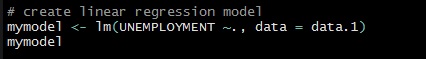 # create linear regression model
mymodel <- lm(UNEMPLOYMENT ~., data = data.1)
mymodel